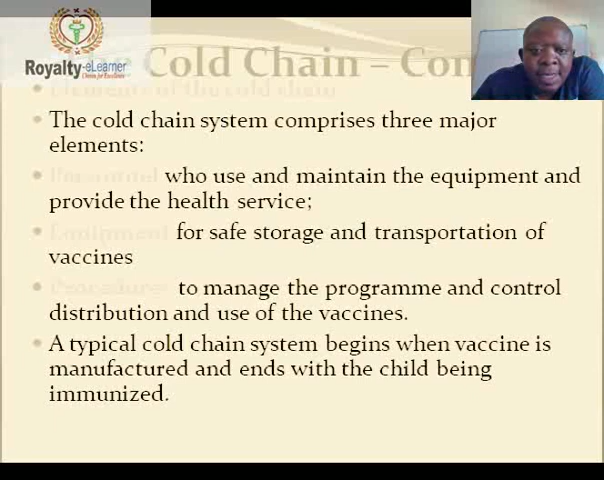 Royalty-eLearner
Cold Chain – Con
Elements of the cold chain
The cold chain system comprises three major
elements:
Personnel who use and maintain the equipment and
provide the health service;
Equipment for safe storage and transportation of
vaccines
Procedures to manage the programme and control
distribution and use of the vaccines.
A typical cold chain system begins when vaccine is
manufactured and ends with the child being
immunized.